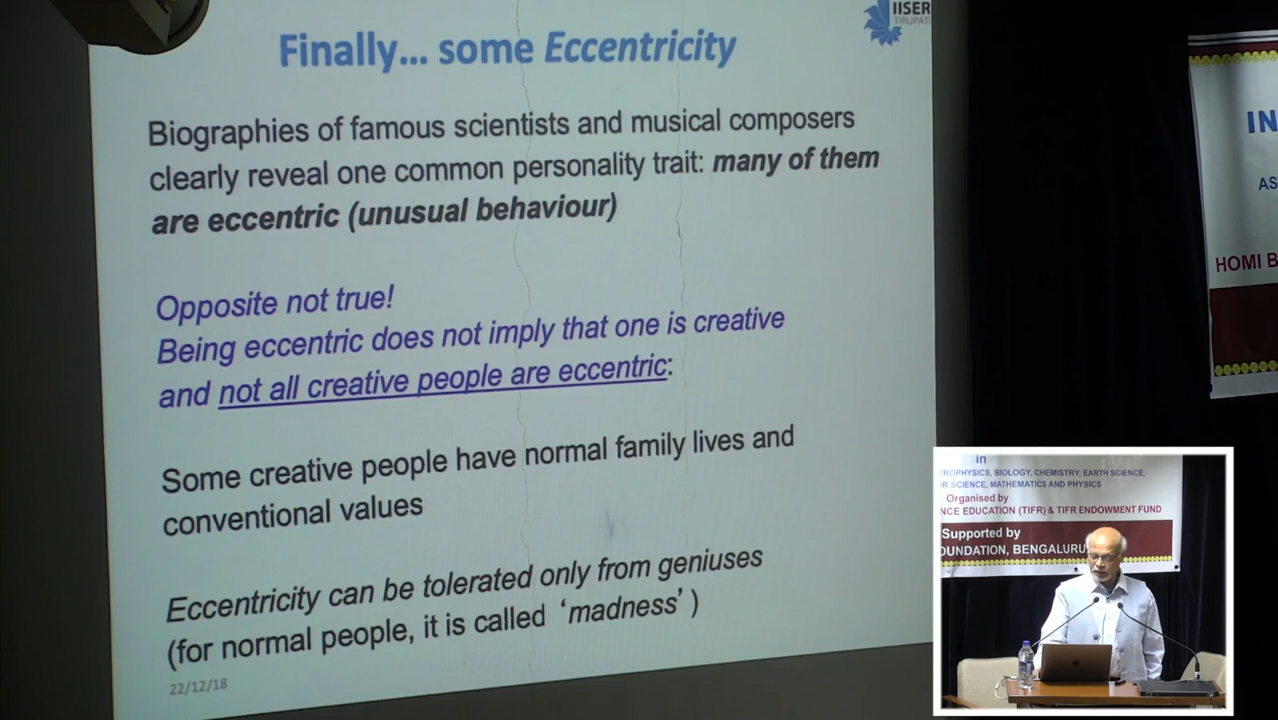 IISER
TIRUPATI
Finally... some Eccentricity
Biographies of famous scientists and musical composers
clearly reveal one common personality trait: many of them
are eccentric (unusual behaviour)
Opposite not true!
Being eccentric does not imply that one is creative
and not all creative people are eccentric:
Some creative people have normal family lives and
conventional values
Eccentricity can be tolerated only from geniuses
(for normal people, it is called 'madness')
22/12/18
IN
AS
HOMI B
in
TROPHYSICS, BIOLOGY, CHEMISTRY, EARTH SCIENCE,
R SCIENCE, MATHEMATICS AND PHYSICS
Organised by
NCE EDUCATION (TIFR) & TIFR ENDOWMENT FUND
Supported by
OUNDATION, BENGALURU